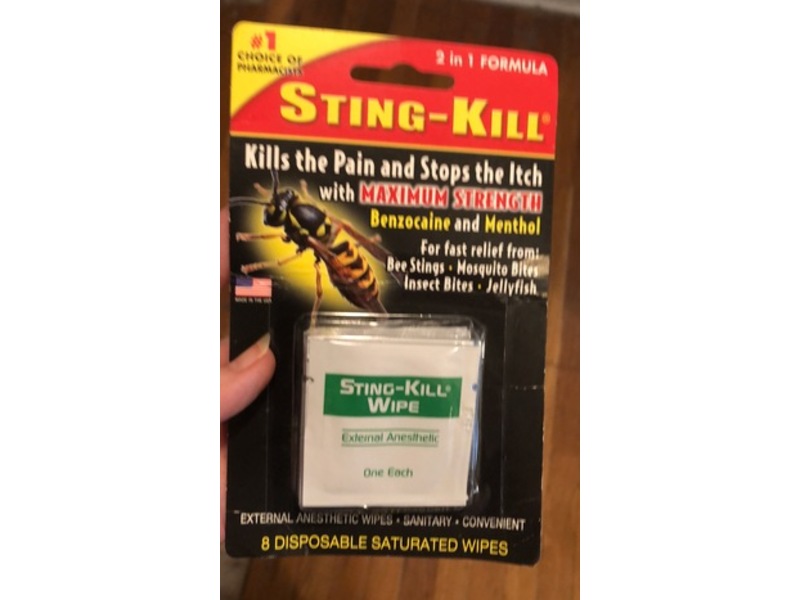 #1
CHOICE OF
PHARMACISTS
2 in 1 FORMULA
STING-KILL®
Kills the Pain and Stops the Itch
with MAXIMUM STRENGTH
Benzocaine and Menthol
For fast relief from:
Bee Stings • Mosquito Bites
Insect Bites • Jellyfish
MADE IN THE USA
STING-KILL®
WIPE
External Anesthetic
One Each
EXTERNAL ANESTHETIC WIPES • SANITARY • CONVENIENT
8 DISPOSABLE SATURATED WIPES